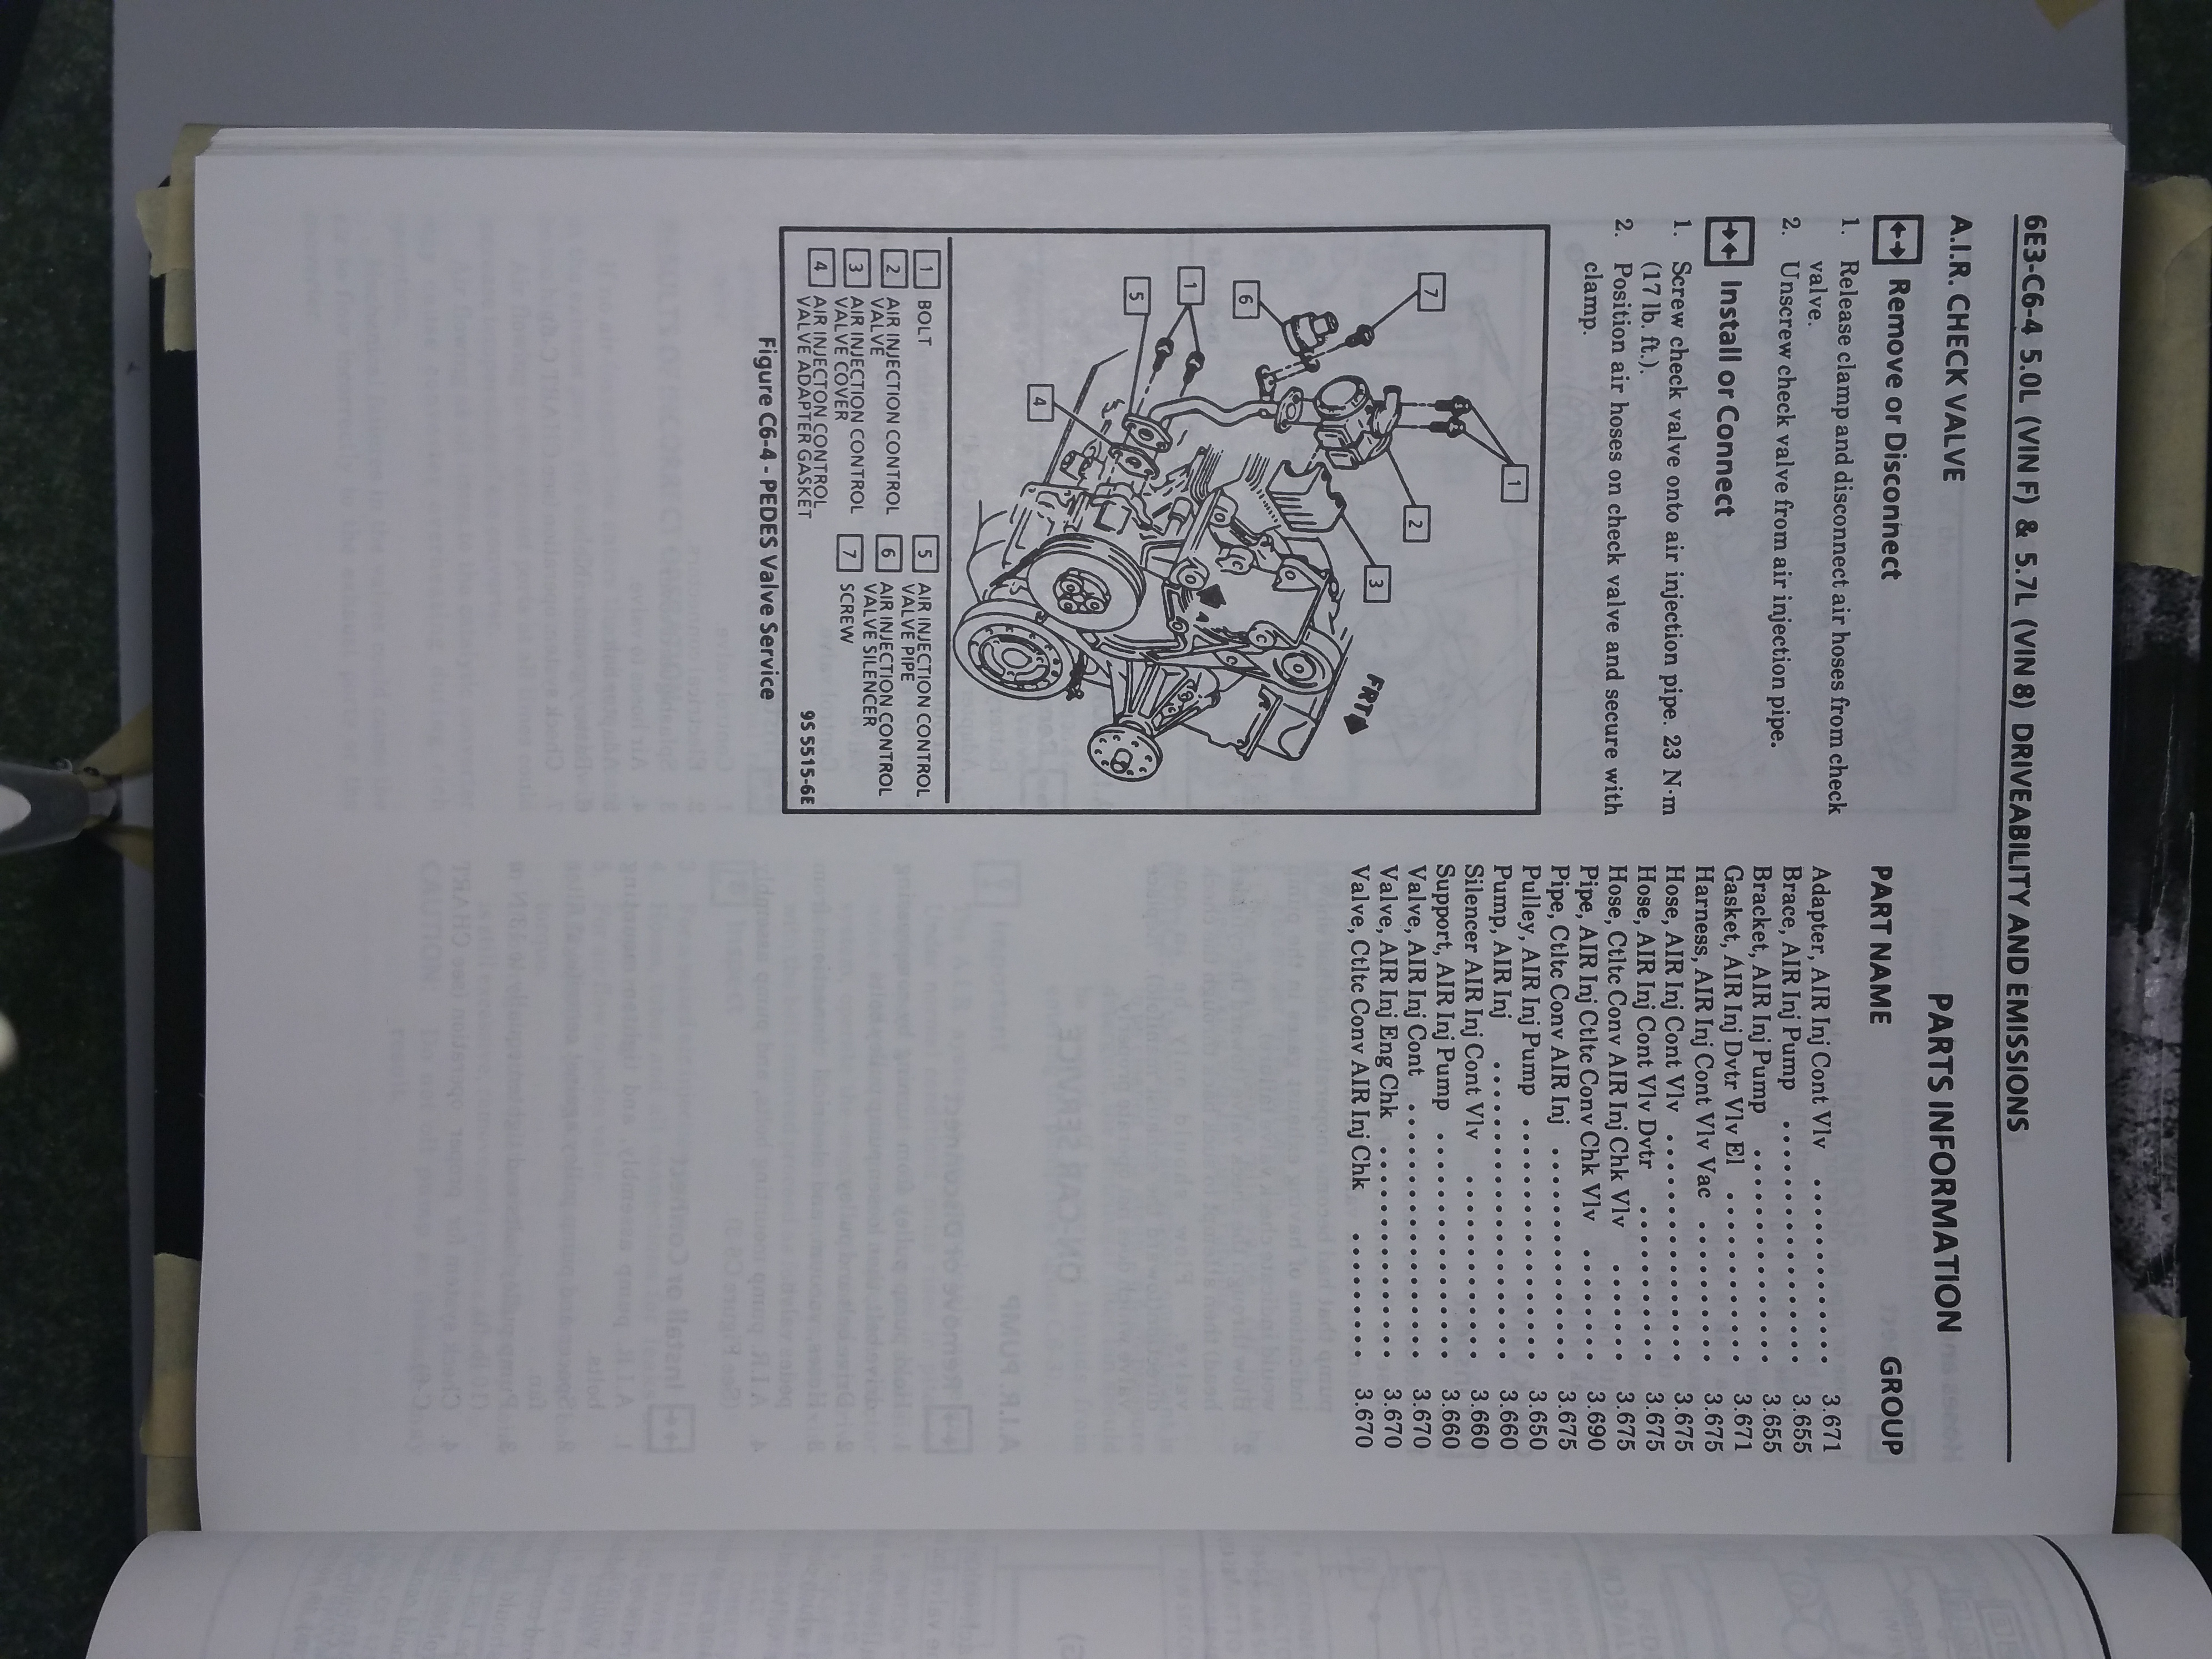 6E3-C6-4 5.0L (VIN F) & 5.7L (VIN 8) DRIVEABILITY AND EMISSIONS
A.I.R. CHECK VALVE
Remove or Disconnect
1. Release clamp and disconnect air hoses from check
valve.
2. Unscrew check valve from air injection pipe.
Install or Connect
1. Screw check valve onto air injection pipe. 23 N·m
(17 lb. ft.).
2. Position air hoses on check valve and secure with
clamp.
7
6
1
5
4
1
2
3
FRT
1 BOLT
2 AIR INJECTION CONTROL
VALVE
3 AIR INJECTION CONTROL
VALVE COVER
4 AIR INJECTON CONTROL
VALVE ADAPTER GASKET
5 AIR INJECTION CONTROL
VALVE PIPE
6 AIR INJECTION CONTROL
VALVE SILENCER
7 SCREW
9S 5515-6E
Figure C6-4 - PEDES Valve Service
PARTS INFORMATION
PART NAME GROUP
Adapter, AIR Inj Cont Vlv . . . . . . . . . . . . . 3.671
Brace, AIR Inj Pump . . . . . . . . . . . . . . . . . 3.655
Bracket, AIR Inj Pump . . . . . . . . . . . . . . . 3.655
Gasket, AIR Inj Dvtr Vlv El . . . . . . . . . . . . 3.671
Harness, AIR Inj Cont Vlv Vac . . . . . . . . . . 3.675
Hose, AIR Inj Cont Vlv . . . . . . . . . . . . . . . . 3.675
Hose, AIR Inj Cont Vlv Dvtr . . . . . . . . . . . 3.675
Hose, Ctltc Conv AIR Inj Chk Vlv . . . . . . . 3.675
Pipe, AIR Inj Ctltc Conv Chk Vlv . . . . . . . . 3.690
Pipe, Ctltc Conv AIR Inj . . . . . . . . . . . . . . . 3.675
Pulley, AIR Inj Pump . . . . . . . . . . . . . . . . . 3.650
Pump, AIR Inj . . . . . . . . . . . . . . . . . . . . . 3.660
Silencer AIR Inj Cont Vlv . . . . . . . . . . . . . 3.660
Support, AIR Inj Pump . . . . . . . . . . . . . . . . 3.660
Valve, AIR Inj Cont . . . . . . . . . . . . . . . . . . 3.670
Valve, AIR Inj Eng Chk . . . . . . . . . . . . . . . 3.670
Valve, Ctltc Conv AIR Inj Chk . . . . . . . . . 3.670